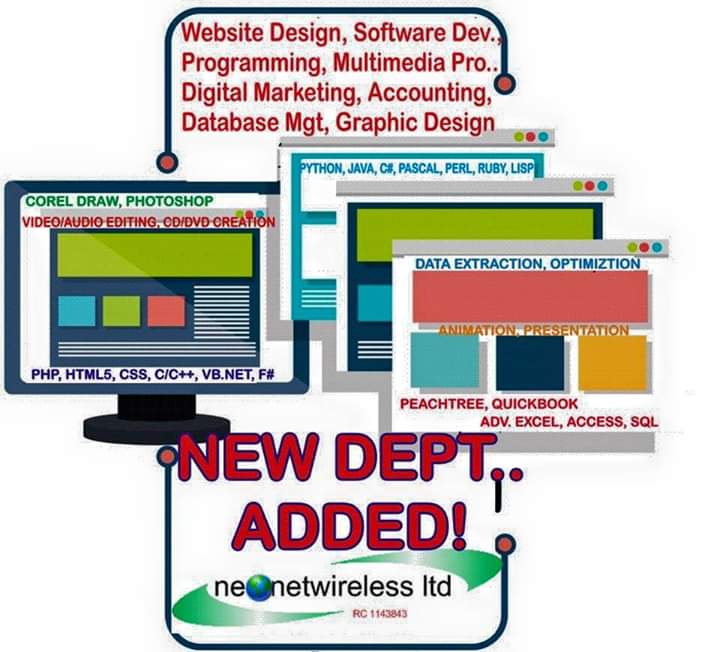 Website Design, Software Dev.,
Programming, Multimedia Pro..
Digital Marketing, Accounting,
Database Mgt, Graphic Design
PYTHON, JAVA, C#, PASCAL, PERL, RUBY, LISP
COREL DRAW, PHOTOSHOP
VIDEO/AUDIO EDITING, CD/DVD CREATION
DATA EXTRACTION, OPTIMIZTION
ANIMATION, PRESENTATION
PHP, HTML5, CSS, C/C++, VB.NET, F#
PEACHTREE, QUICKBOOK
ADV. EXCEL, ACCESS, SQL
NEW DEPT..
ADDED!
neonetwireless ltd
RC 1143843